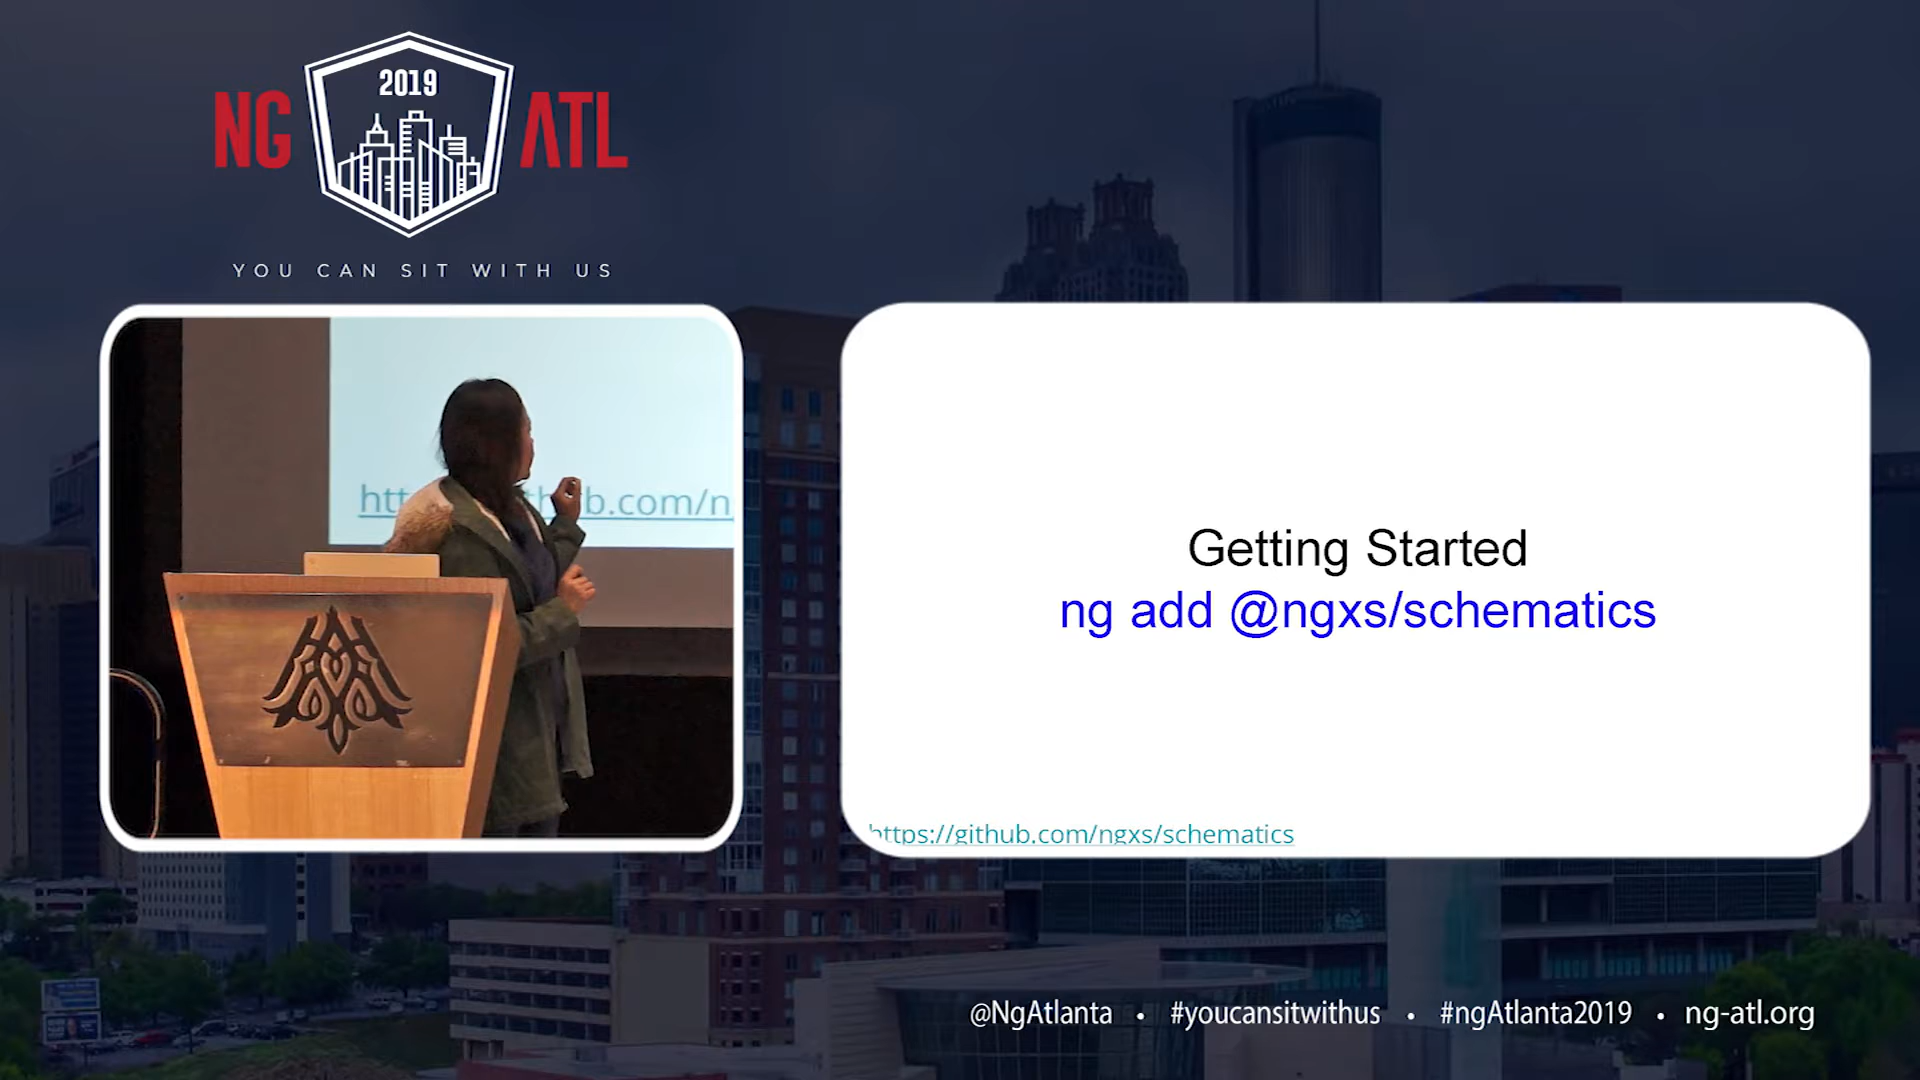 2019
NG ATL
YOU CAN SIT WITH US
.com/n
Getting Started
ng add @ngxs/schematics
https://github.com/ngxs/schematics
@NgAtlanta • #youcansitwithus • #ngAtlanta2019 • ng-atl.org